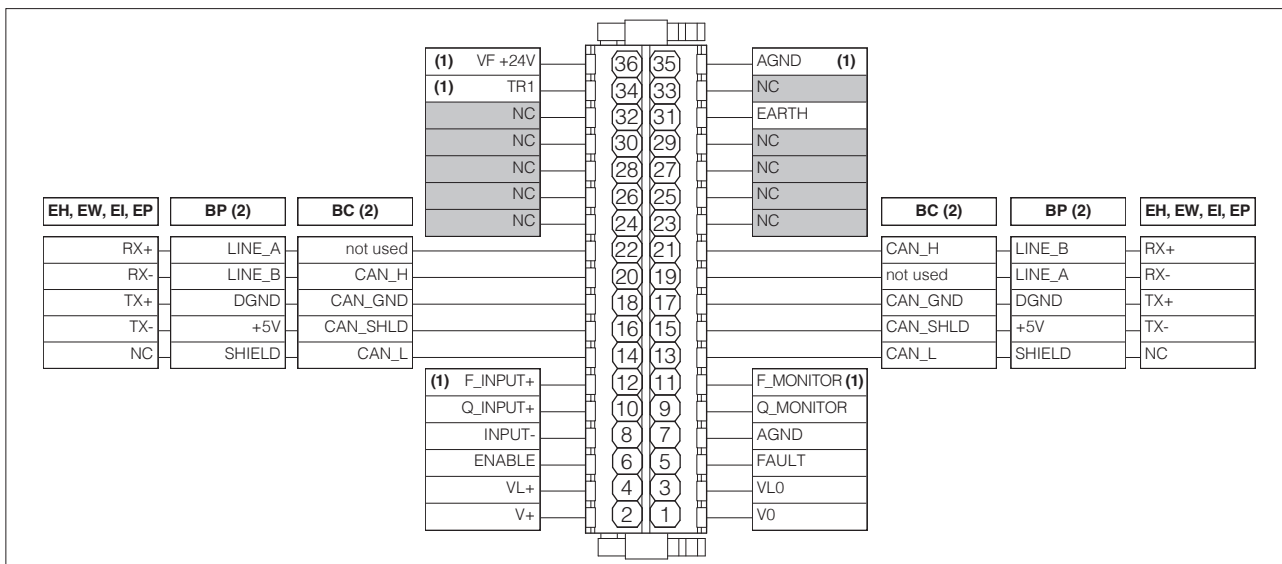 (1) VF +24V 36 35 AGND (1)
(1) TR1 34 33 NC
NC 32 31 EARTH
NC 30 29 NC
NC 28 27 NC
NC 26 25 NC
EH, EW, EI, EP BP (2) BC (2) NC 24 23 NC BC (2) BP (2) EH, EW, EI, EP
RX+ LINE_A not used 22 21 CAN_H LINE_B RX+
RX- LINE_B CAN_H 20 19 not used LINE_A RX-
TX+ DGND CAN_GND 18 17 CAN_GND DGND TX+
TX- +5V CAN_SHLD 16 15 CAN_SHLD +5V TX-
NC SHIELD CAN_L 14 13 CAN_L SHIELD NC
(1) F_INPUT+ 12 11 F_MONITOR (1)
Q_INPUT+ 10 9 Q_MONITOR
INPUT- 8 7 AGND
ENABLE 6 5 FAULT
VL+ 4 3 VL0
V+ 2 1 V0